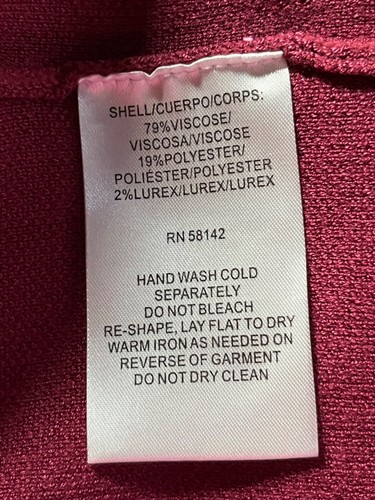 SHELL/CUERPO/CORPS:
79%VISCOSE/
VISCOSA/VISCOSE
19%POLYESTER/
POLIÉSTER/POLYESTER
2%LUREX/LUREX/LUREX
RN 58142
HAND WASH COLD
SEPARATELY
DO NOT BLEACH
RE-SHAPE, LAY FLAT TO DRY
WARM IRON AS NEEDED ON
REVERSE OF GARMENT
DO NOT DRY CLEAN